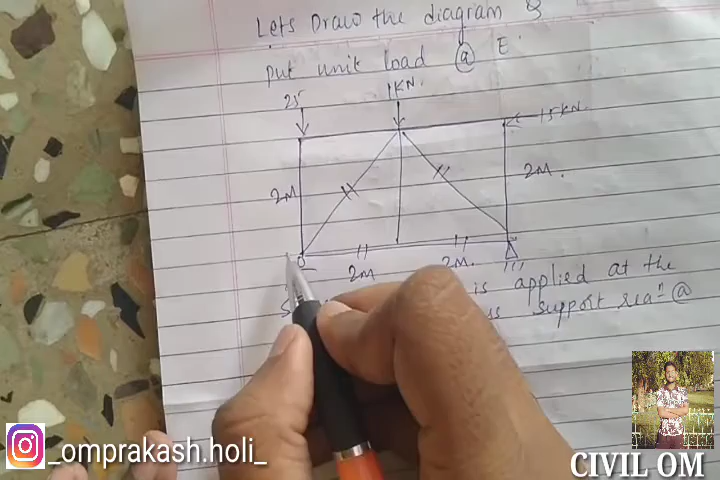 Lets Draw the diagram &
put unit load @ E.
25 1KN.
15KN.
2M 2M.
2M 2M.
is applied at the
support rean @
_omprakash.holi_
CIVIL OM